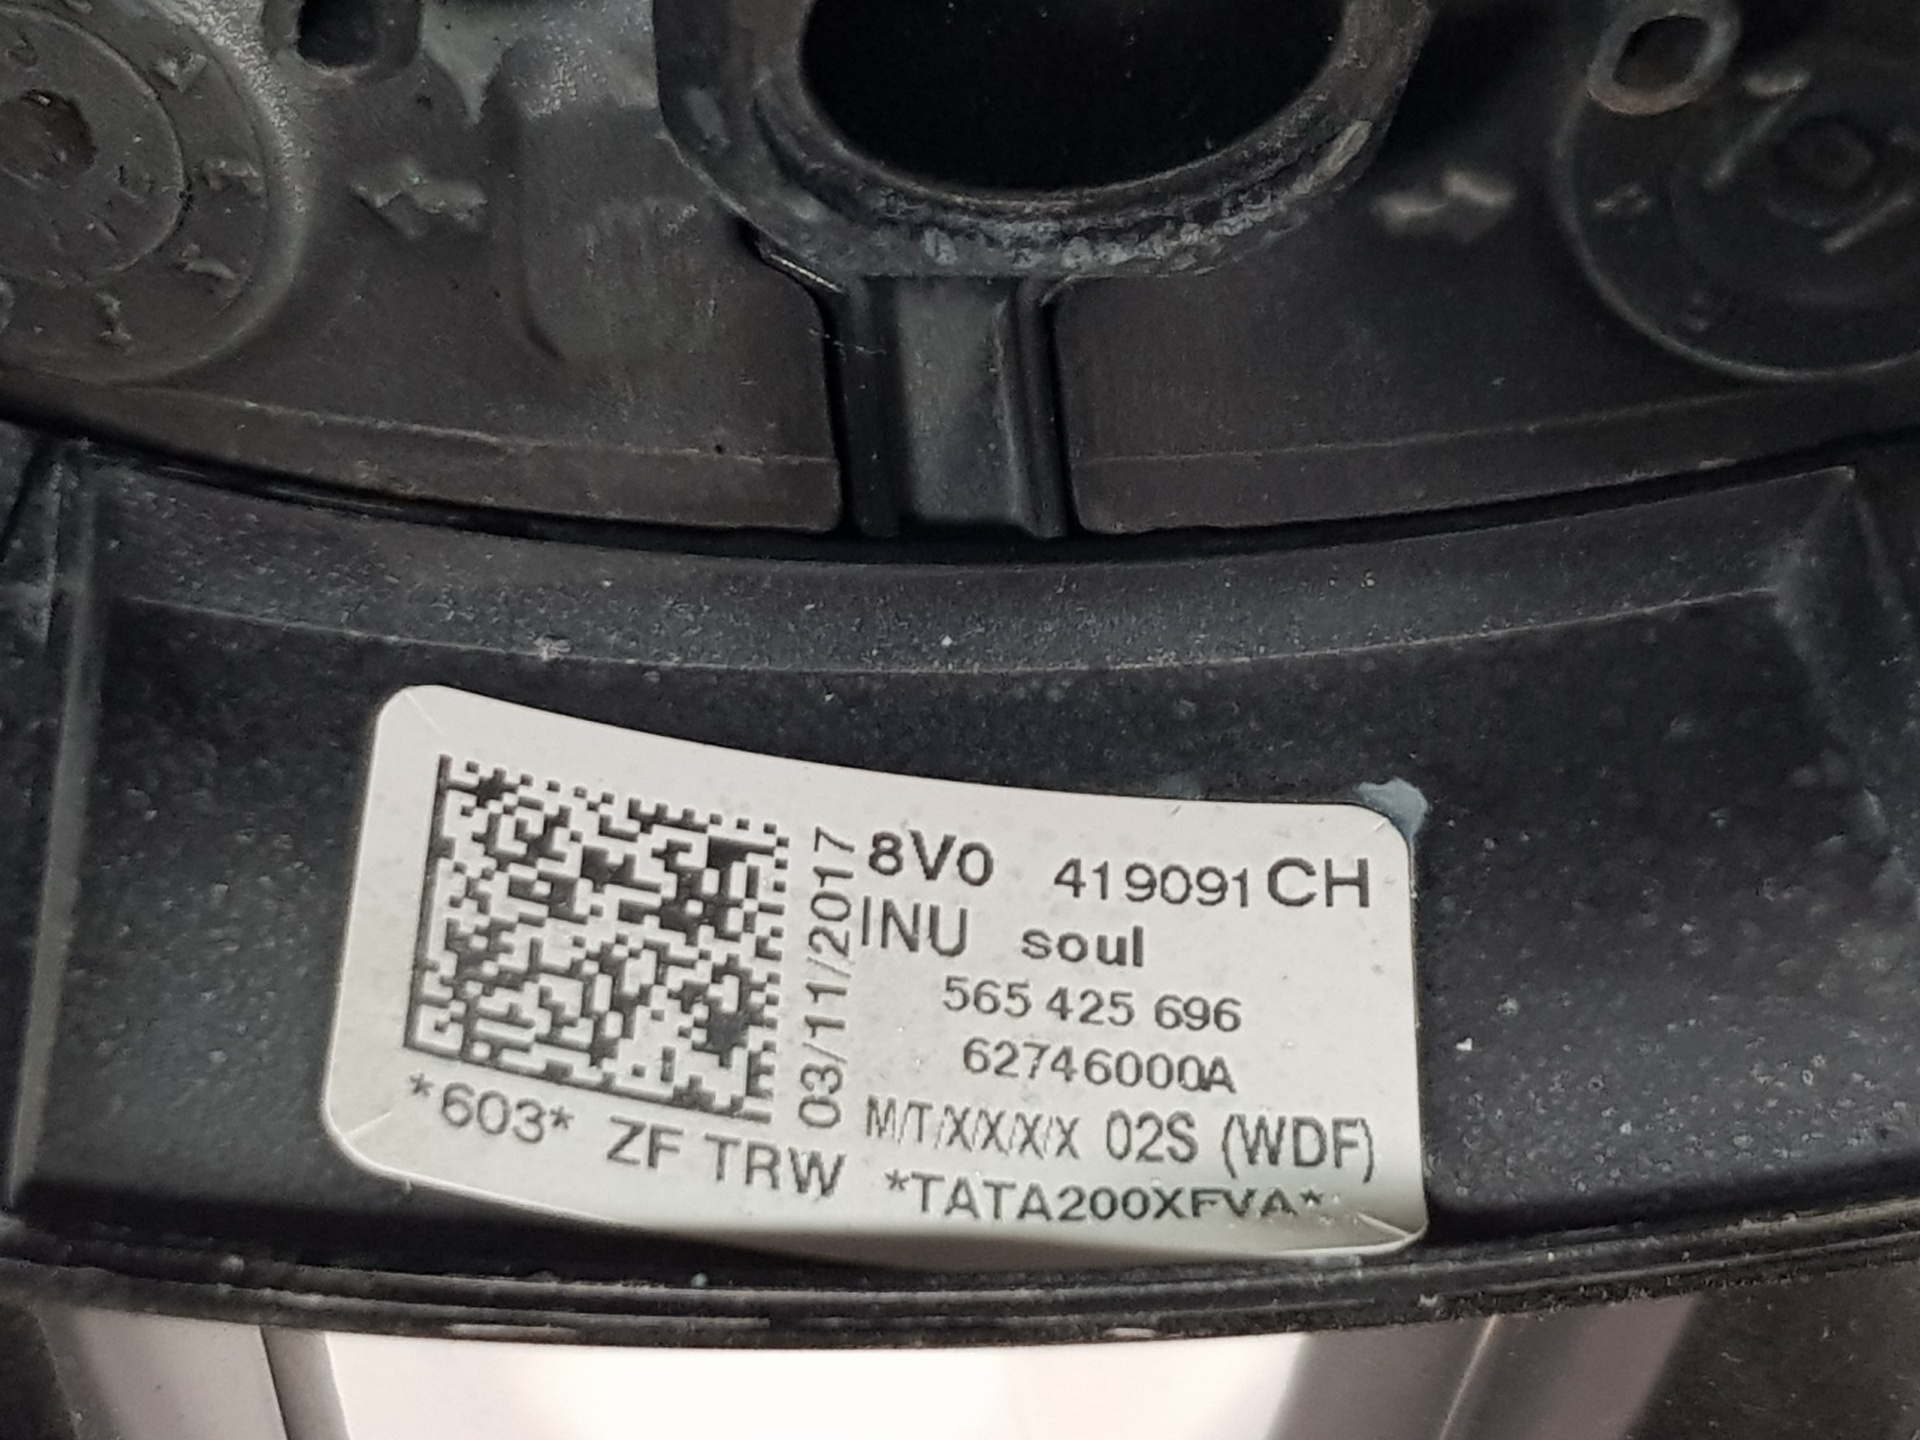 8V0 419091CH
INU soul
565 425 696
62746000A
M/T/X/X/X/X 02S (WDF)
*603* ZF TRW *TATA200XFVA*
03/11/2017